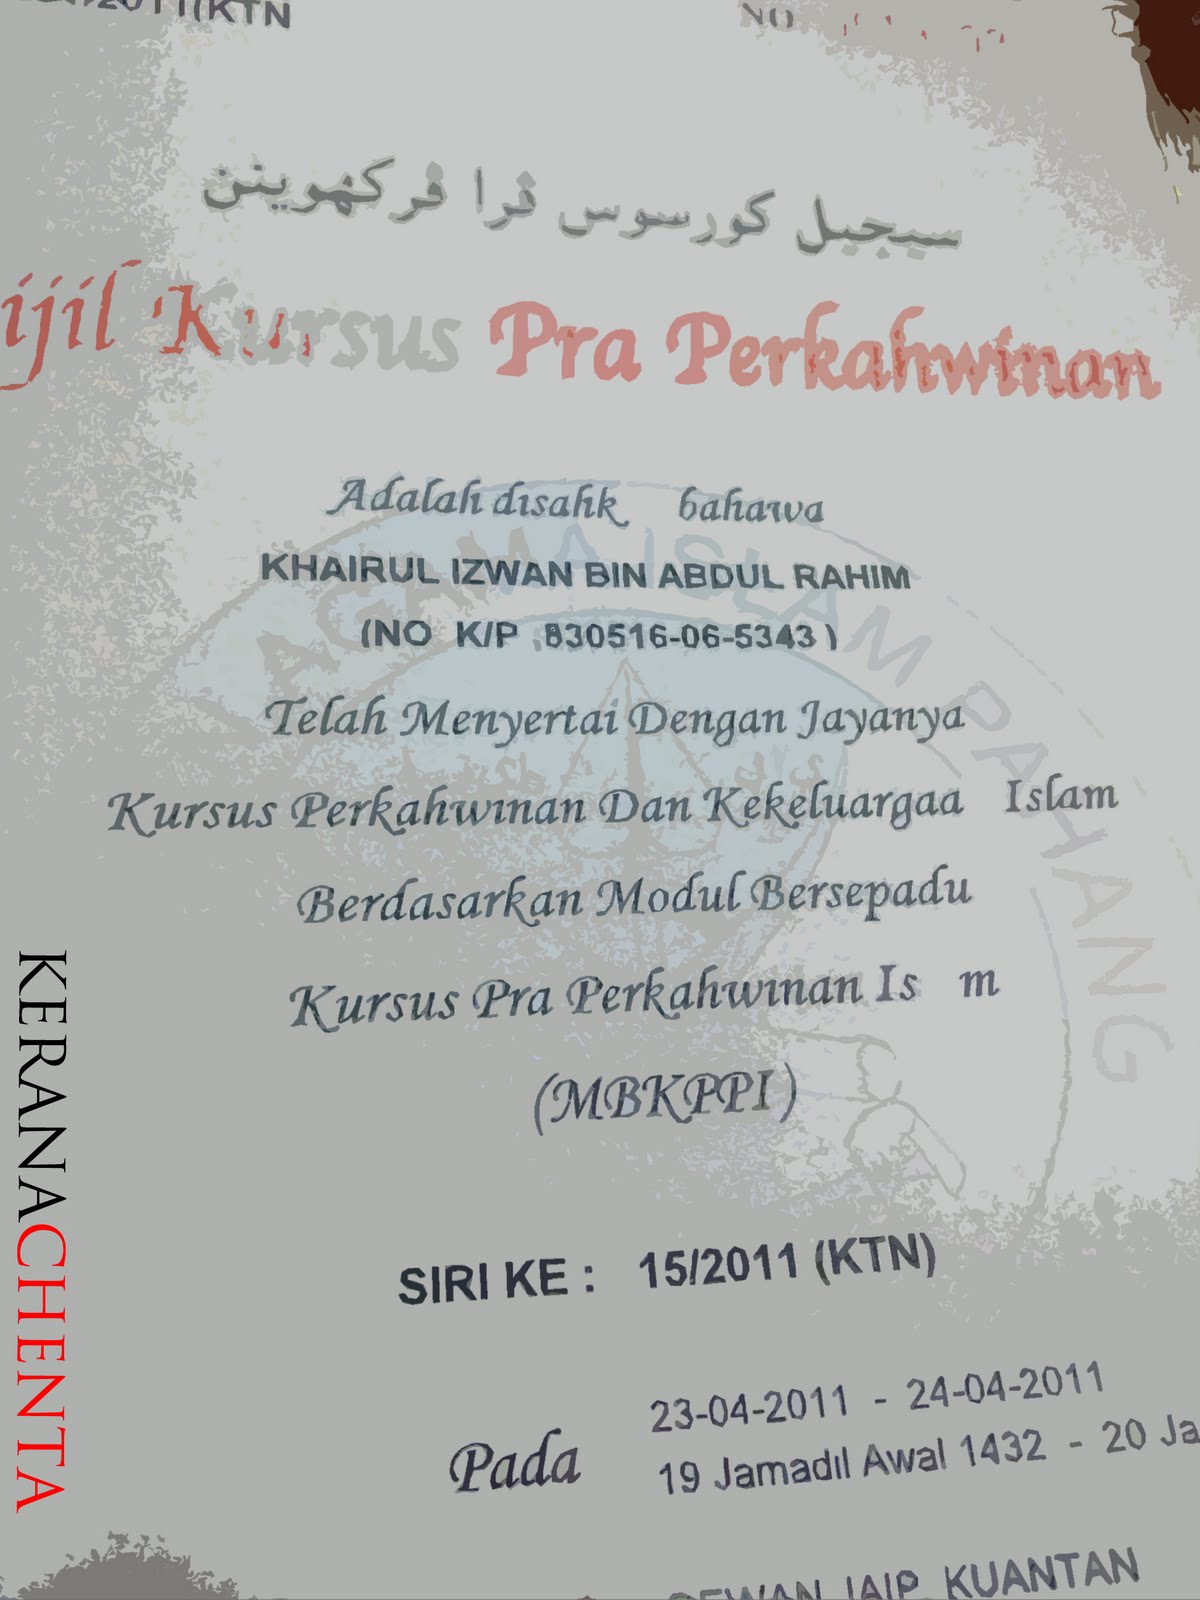 2011(KTN
NO
سيجيل كورسوس ڤرا ڤركهوينن
ijil Kursus Pra Perkahwinan
Adalah disahk bahawa
AGAMA ISLAM PAHANG
KHAIRUL IZWAN BIN ABDUL RAHIM
(NO K/P 830516-06-5343)
Telah Menyertai Dengan Jayanya
Kursus Perkahwinan Dan Kekeluargaa Islam
Berdasarkan Modul Bersepadu
Kursus Pra Perkahwinan Is m
(MBKPPI)
SIRI KE : 15/2011 (KTN)
Pada 23-04-2011 - 24-04-2011
19 Jamadil Awal 1432 - 20 Ja
DEWAN JAIP KUANTAN
KERANACHENTA